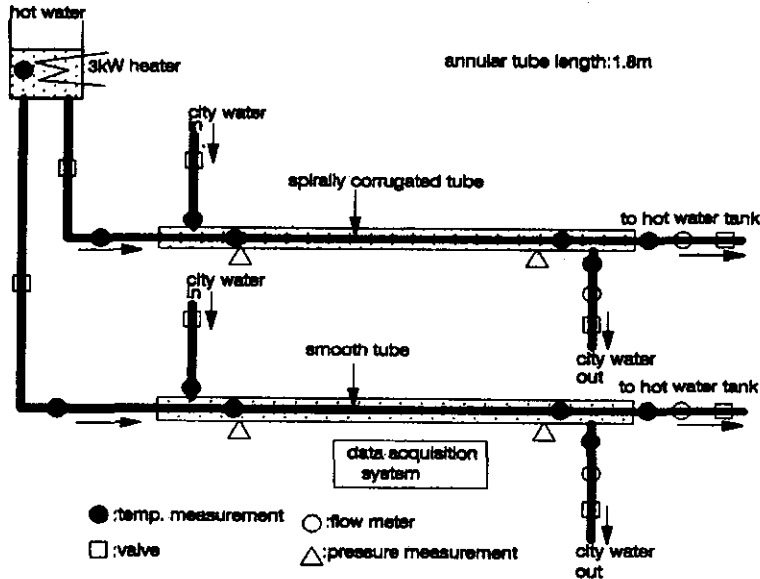 hot water
3kW heater
annular tube length:1.8m
city water
in
spirally corrugated tube
to hot water tank
city water
in
smooth tube
city water
out
to hot water tank
data acquisition
system
:temp. measurement
:flow meter
:valve
:pressure measurement
city water
out